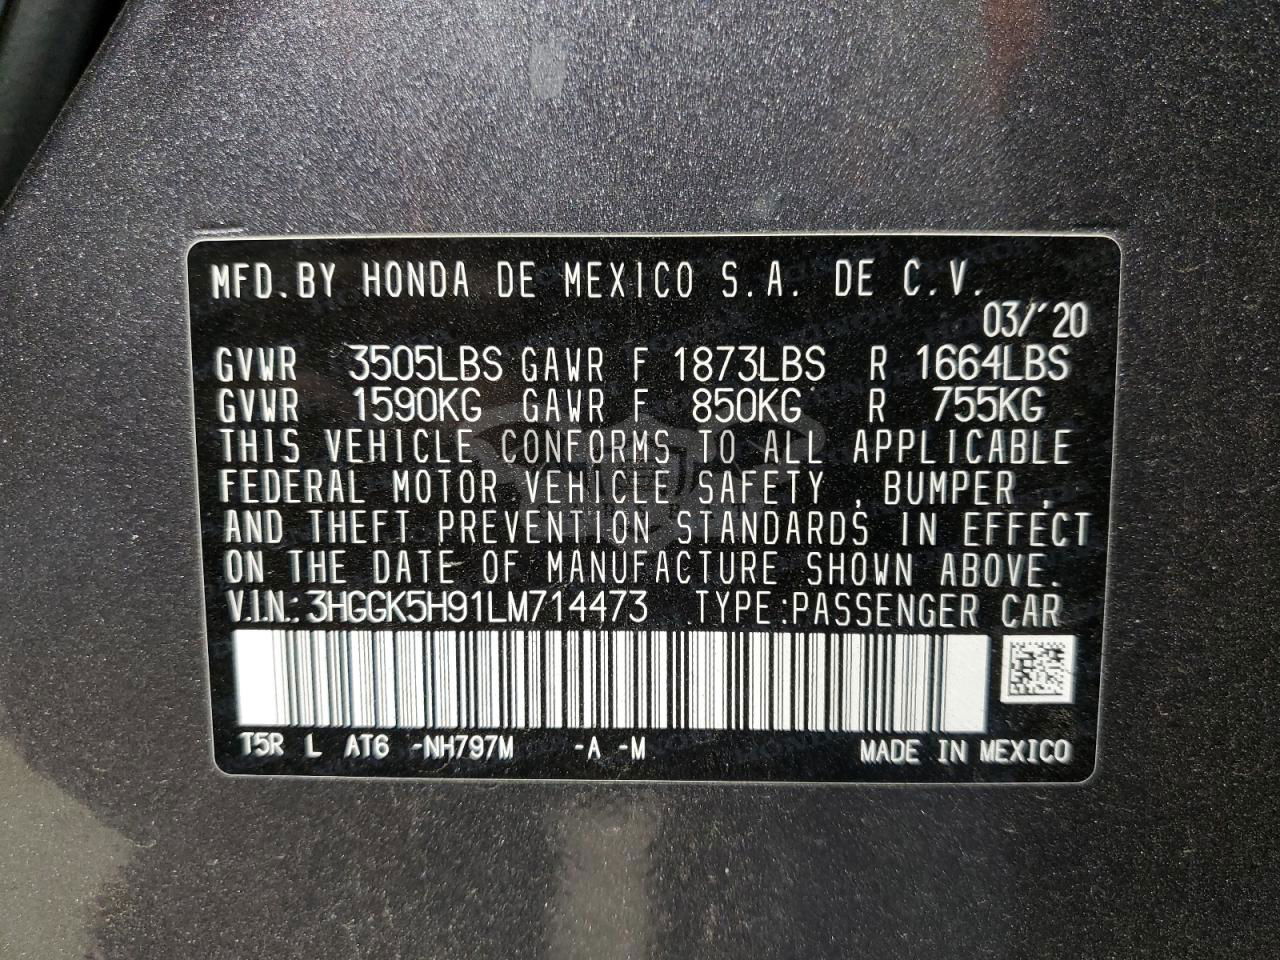 MFD.BY HONDA DE MEXICO S.A. DE C.V.
03/'20
GVWR 3505LBS GAWR F 1873LBS R 1664LBS
GVWR 1590KG GAWR F 850KG R 755KG
THIS VEHICLE CONFORMS TO ALL APPLICABLE
FEDERAL MOTOR VEHICLE SAFETY , BUMPER ,
AND THEFT PREVENTION STANDARDS IN EFFECT
ON THE DATE OF MANUFACTURE SHOWN ABOVE.
V.I.N.: 3HGGK5H91LM714473 TYPE:PASSENGER CAR
T5R L AT6 -NH797M -A -M MADE IN MEXICO